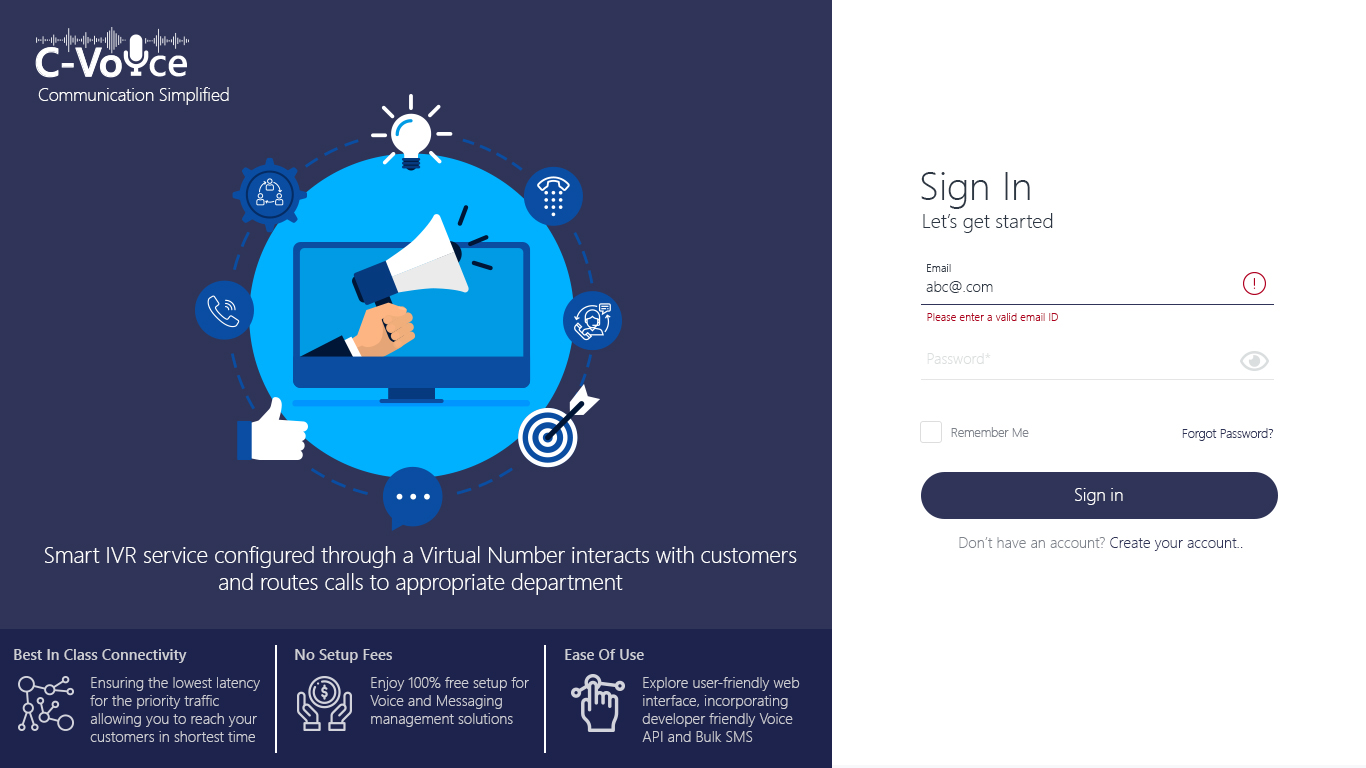 C-Voice
Communication Simplified
Smart IVR service configured through a Virtual Number interacts with customers
and routes calls to appropriate department
Best In Class Connectivity
Ensuring the lowest latency
for the priority traffic
allowing you to reach your
customers in shortest time
No Setup Fees
Enjoy 100% free setup for
Voice and Messaging
management solutions
Ease Of Use
Explore user-friendly web
interface, incorporating
developer friendly Voice
API and Bulk SMS
Sign In
Let's get started
Email
abc@.com
Please enter a valid email ID
Password*
Remember Me
Forgot Password?
Sign in
Don't have an account? Create your account..